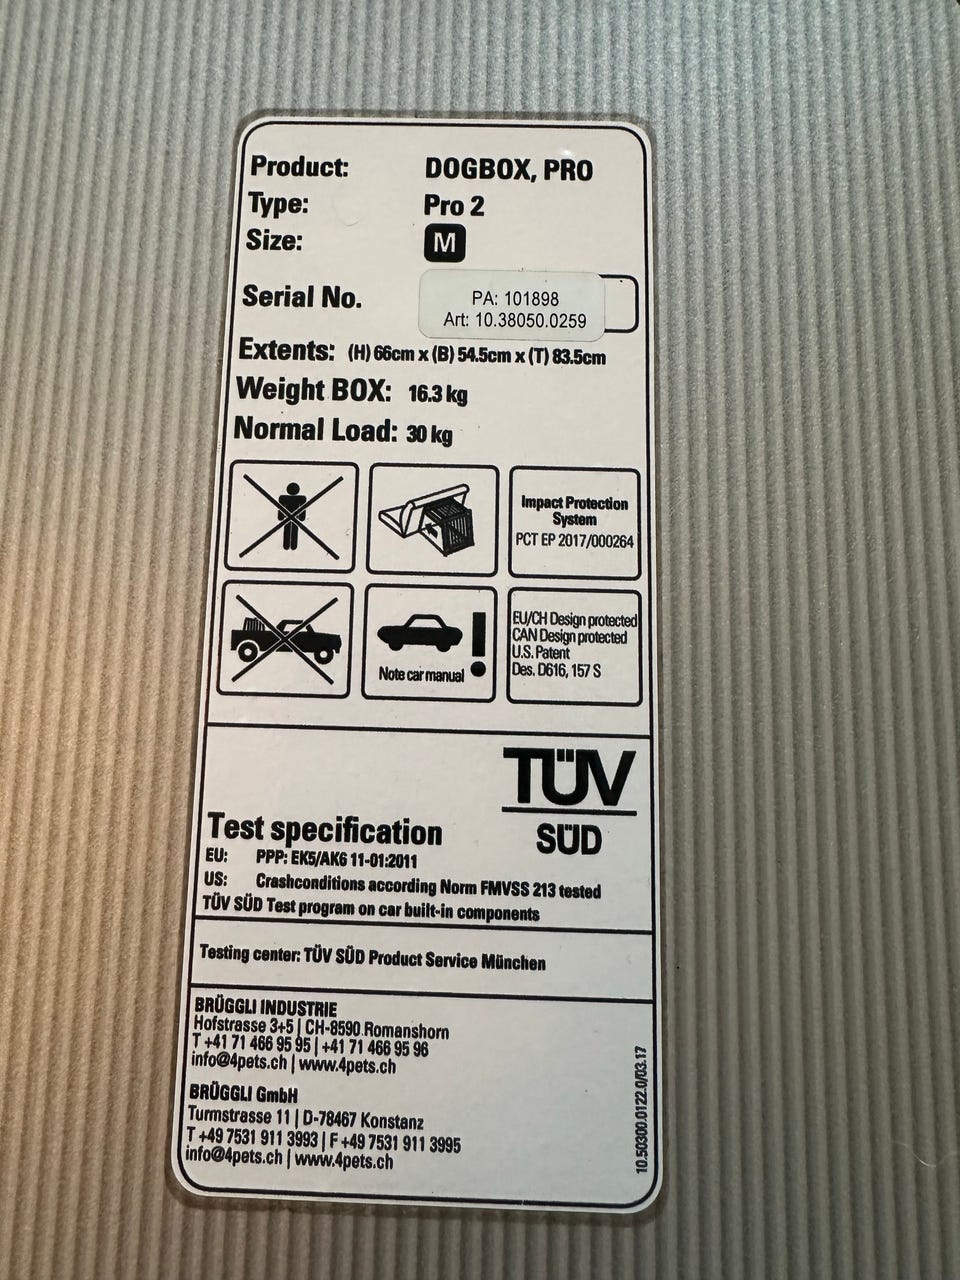 Product: DOGBOX, PRO
Type: Pro 2
Size: M
Serial No. PA: 101898
Art: 10.38050.0259
Extents: (H) 66cm x (B) 54.5cm x (T) 83.5cm
Weight BOX: 16.3 kg
Normal Load: 30 kg
Impact Protection
System
PCT EP 2017/000264
Note car manual
EU/CH Design protected
CAN Design protected
U.S. Patent
Des. D616, 157 S
TÜV
SÜD
Test specification
EU: PPP: EK5/AK6 11-01:2011
US: Crashconditions according Norm FMVSS 213 tested
TÜV SÜD Test program on car built-in components
Testing center: TÜV SÜD Product Service München
BRÜGGLI INDUSTRIE
Hofstrasse 3+5 | CH-8590 Romanshorn
T +41 71 466 95 95 | +41 71 466 95 96
info@4pets.ch | www.4pets.ch
BRÜGGLI GmbH
Turmstrasse 11 | D-78467 Konstanz
T +49 7531 911 3993 | F +49 7531 911 3995
info@4pets.ch | www.4pets.ch
10.50300.0122.0/03.17